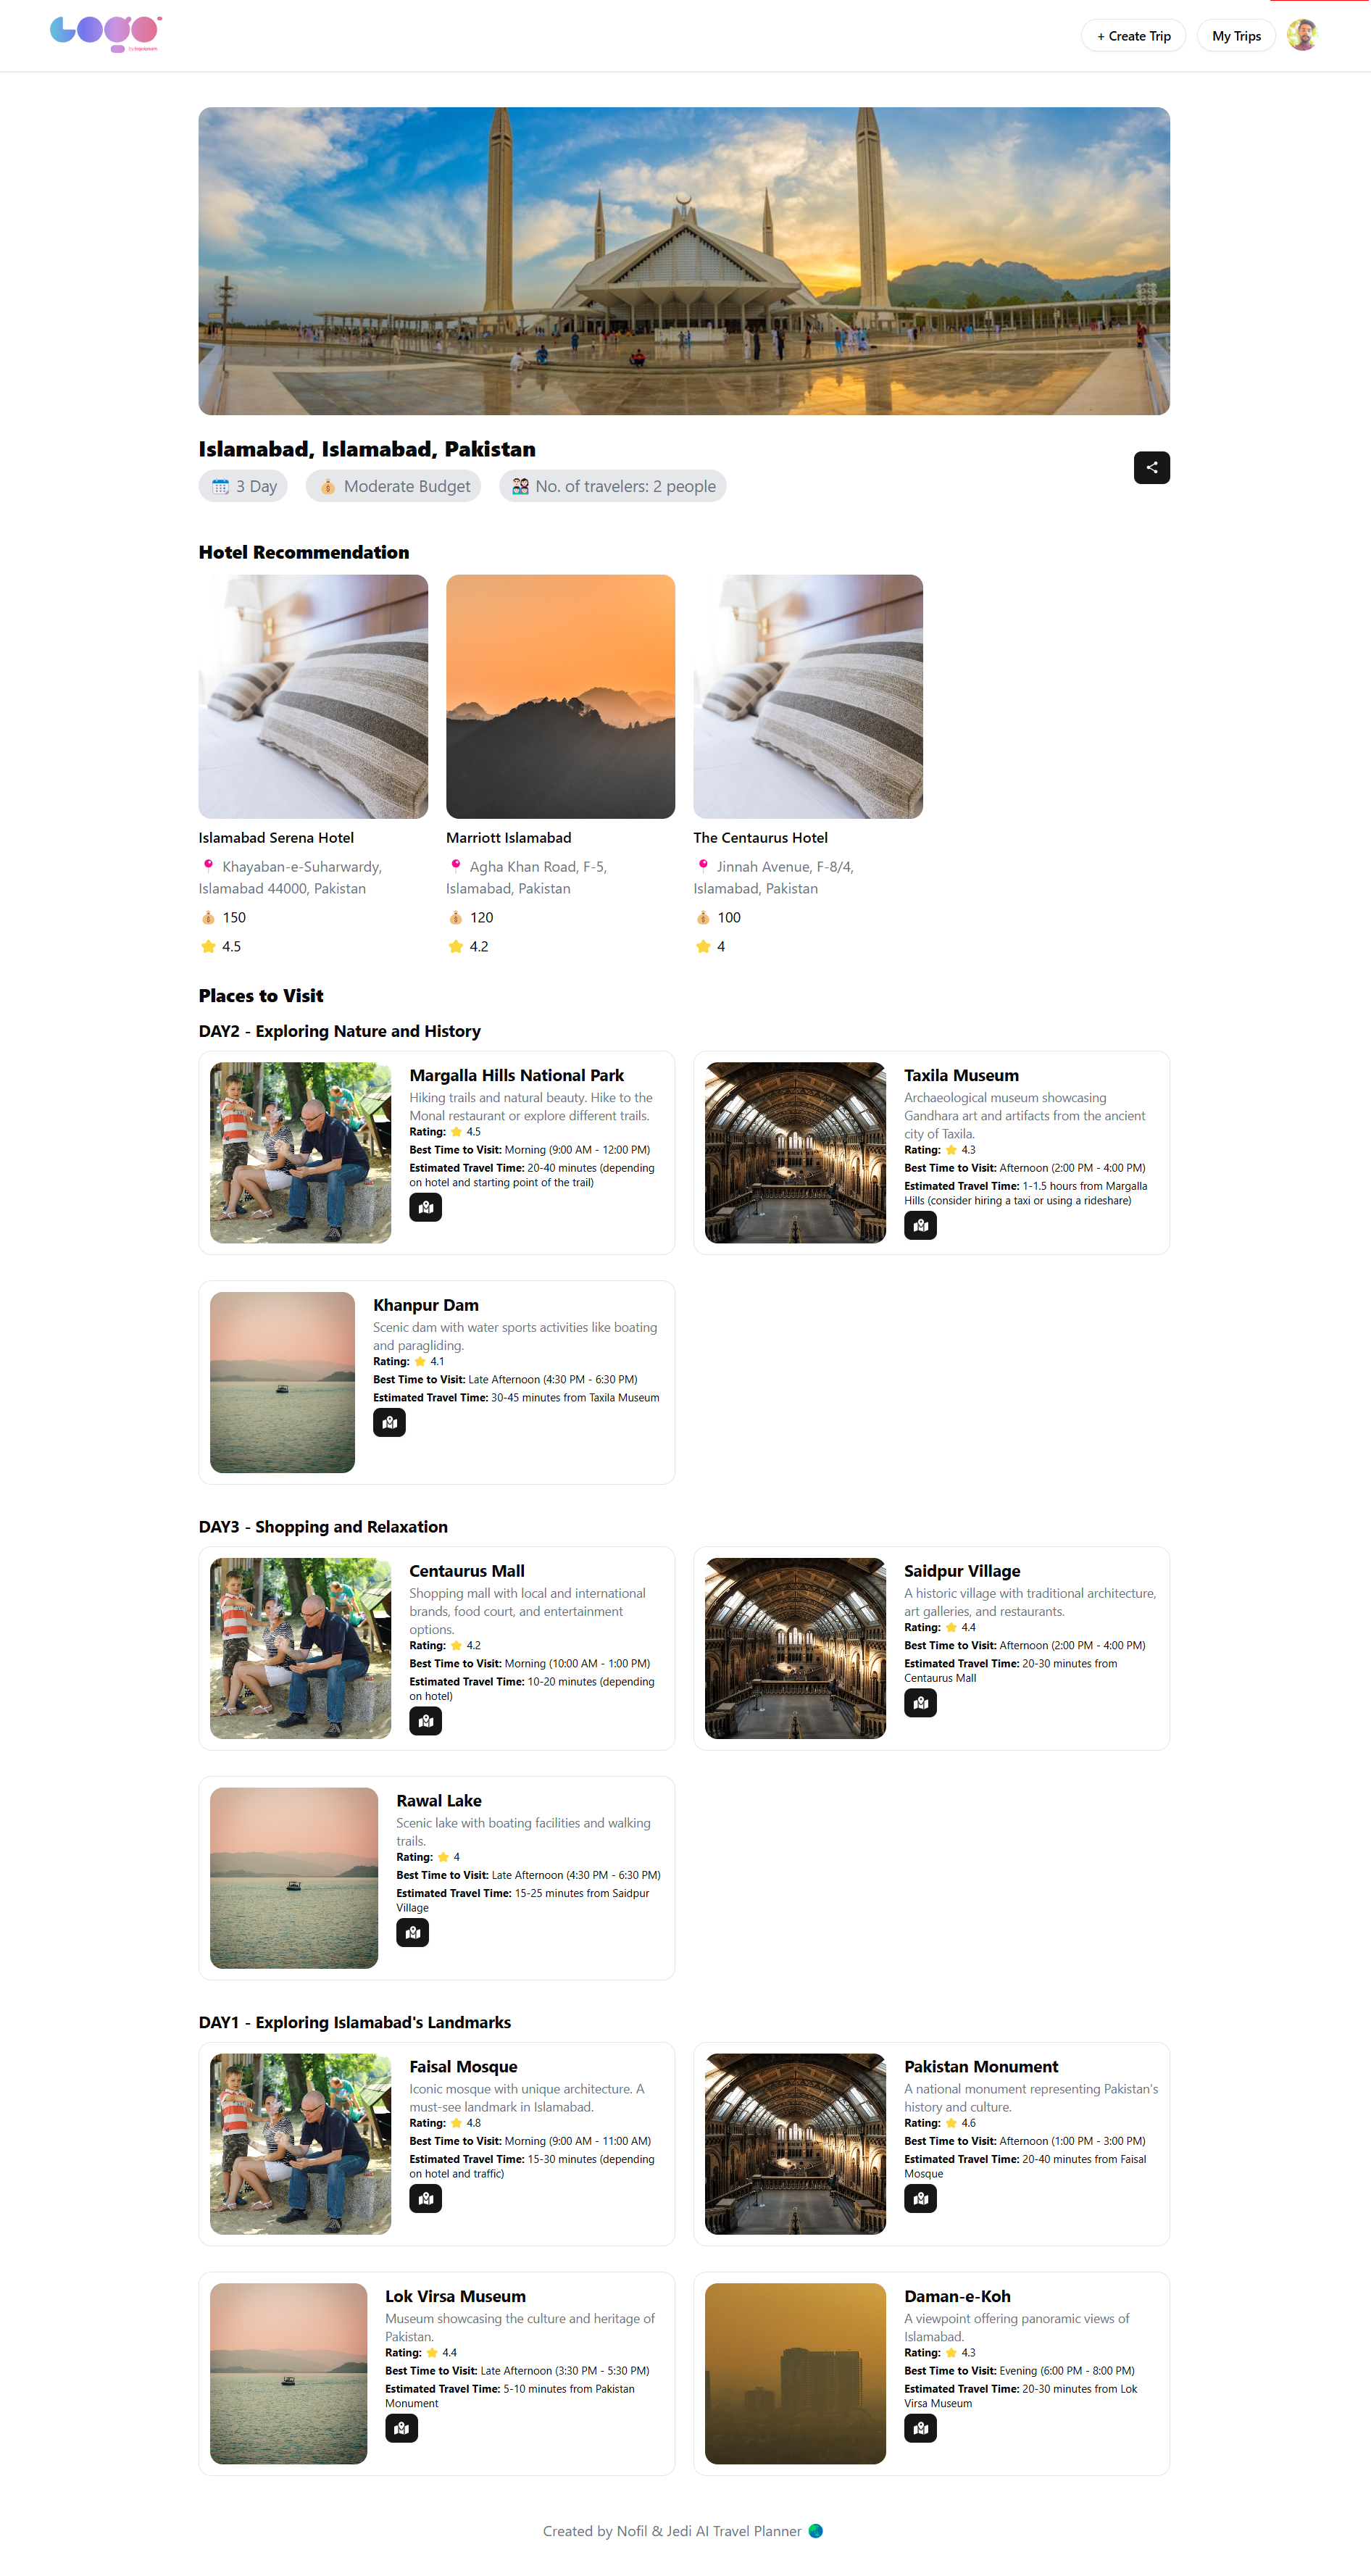 LOGO
+ Create Trip
My Trips
Islamabad, Islamabad, Pakistan
3 Day
Moderate Budget
No. of travelers: 2 people
Hotel Recommendation
Islamabad Serena Hotel
Khayaban-e-Suharwardy,
Islamabad 44000, Pakistan
150
4.5
Marriott Islamabad
Agha Khan Road, F-5,
Islamabad, Pakistan
120
4.2
The Centaurus Hotel
Jinnah Avenue, F-8/4,
Islamabad, Pakistan
100
4
Places to Visit
DAY2 - Exploring Nature and History
Margalla Hills National Park
Hiking trails and natural beauty. Hike to the
Monal restaurant or explore different trails.
Rating: 4.5
Best Time to Visit: Morning (9:00 AM - 12:00 PM)
Estimated Travel Time: 20-40 minutes (depending
on hotel and starting point of the trail)
Taxila Museum
Archaeological museum showcasing
Gandhara art and artifacts from the ancient
city of Taxila.
Rating: 4.3
Best Time to Visit: Afternoon (2:00 PM - 4:00 PM)
Estimated Travel Time: 1-1.5 hours from Margalla
Hills (consider hiring a taxi or using a rideshare)
Khanpur Dam
Scenic dam with water sports activities like boating
and paragliding.
Rating: 4.1
Best Time to Visit: Late Afternoon (4:30 PM - 6:30 PM)
Estimated Travel Time: 30-45 minutes from Taxila Museum
DAY3 - Shopping and Relaxation
Centaurus Mall
Shopping mall with local and international
brands, food court, and entertainment
options.
Rating: 4.2
Best Time to Visit: Morning (10:00 AM - 1:00 PM)
Estimated Travel Time: 10-20 minutes (depending
on hotel)
Saidpur Village
A historic village with traditional architecture,
art galleries, and restaurants.
Rating: 4.4
Best Time to Visit: Afternoon (2:00 PM - 4:00 PM)
Estimated Travel Time: 20-30 minutes from
Centaurus Mall
Rawal Lake
Scenic lake with boating facilities and walking
trails.
Rating: 4
Best Time to Visit: Late Afternoon (4:30 PM - 6:30 PM)
Estimated Travel Time: 15-25 minutes from Saidpur
Village
DAY1 - Exploring Islamabad's Landmarks
Faisal Mosque
Iconic mosque with unique architecture. A
must-see landmark in Islamabad.
Rating: 4.8
Best Time to Visit: Morning (9:00 AM - 11:00 AM)
Estimated Travel Time: 15-30 minutes (depending
on hotel and traffic)
Pakistan Monument
A national monument representing Pakistan's
history and culture.
Rating: 4.6
Best Time to Visit: Afternoon (1:00 PM - 3:00 PM)
Estimated Travel Time: 20-40 minutes from Faisal
Mosque
Lok Virsa Museum
Museum showcasing the culture and heritage of
Pakistan.
Rating: 4.4
Best Time to Visit: Late Afternoon (3:30 PM - 5:30 PM)
Estimated Travel Time: 5-10 minutes from Pakistan
Monument
Daman-e-Koh
A viewpoint offering panoramic views of
Islamabad.
Rating: 4.3
Best Time to Visit: Evening (6:00 PM - 8:00 PM)
Estimated Travel Time: 20-30 minutes from Lok
Virsa Museum
Created by Nofil & Jedi AI Travel Planner